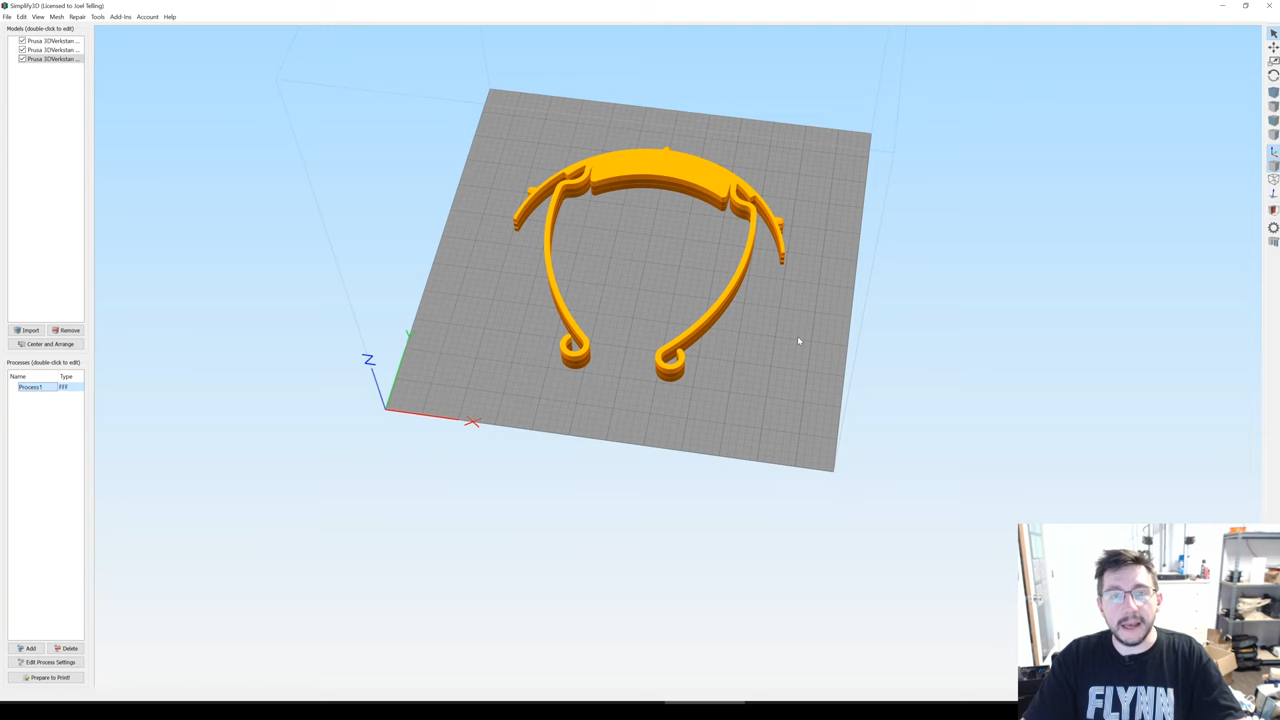 Simplify3D (Licensed to Joel Telling)
File Edit View Mesh Repair Tools Add-Ins Account Help
Models (double-click to edit)
Prusa 3DVerkstan ...
Prusa 3DVerkstan ...
Prusa 3DVerkstan ...
Import Remove
Center and Arrange
Processes (double-click to edit)
Name Type
Process1 FFF
Add Delete
Edit Process Settings
Prepare to Print!
Z
Y
X
FLYNN